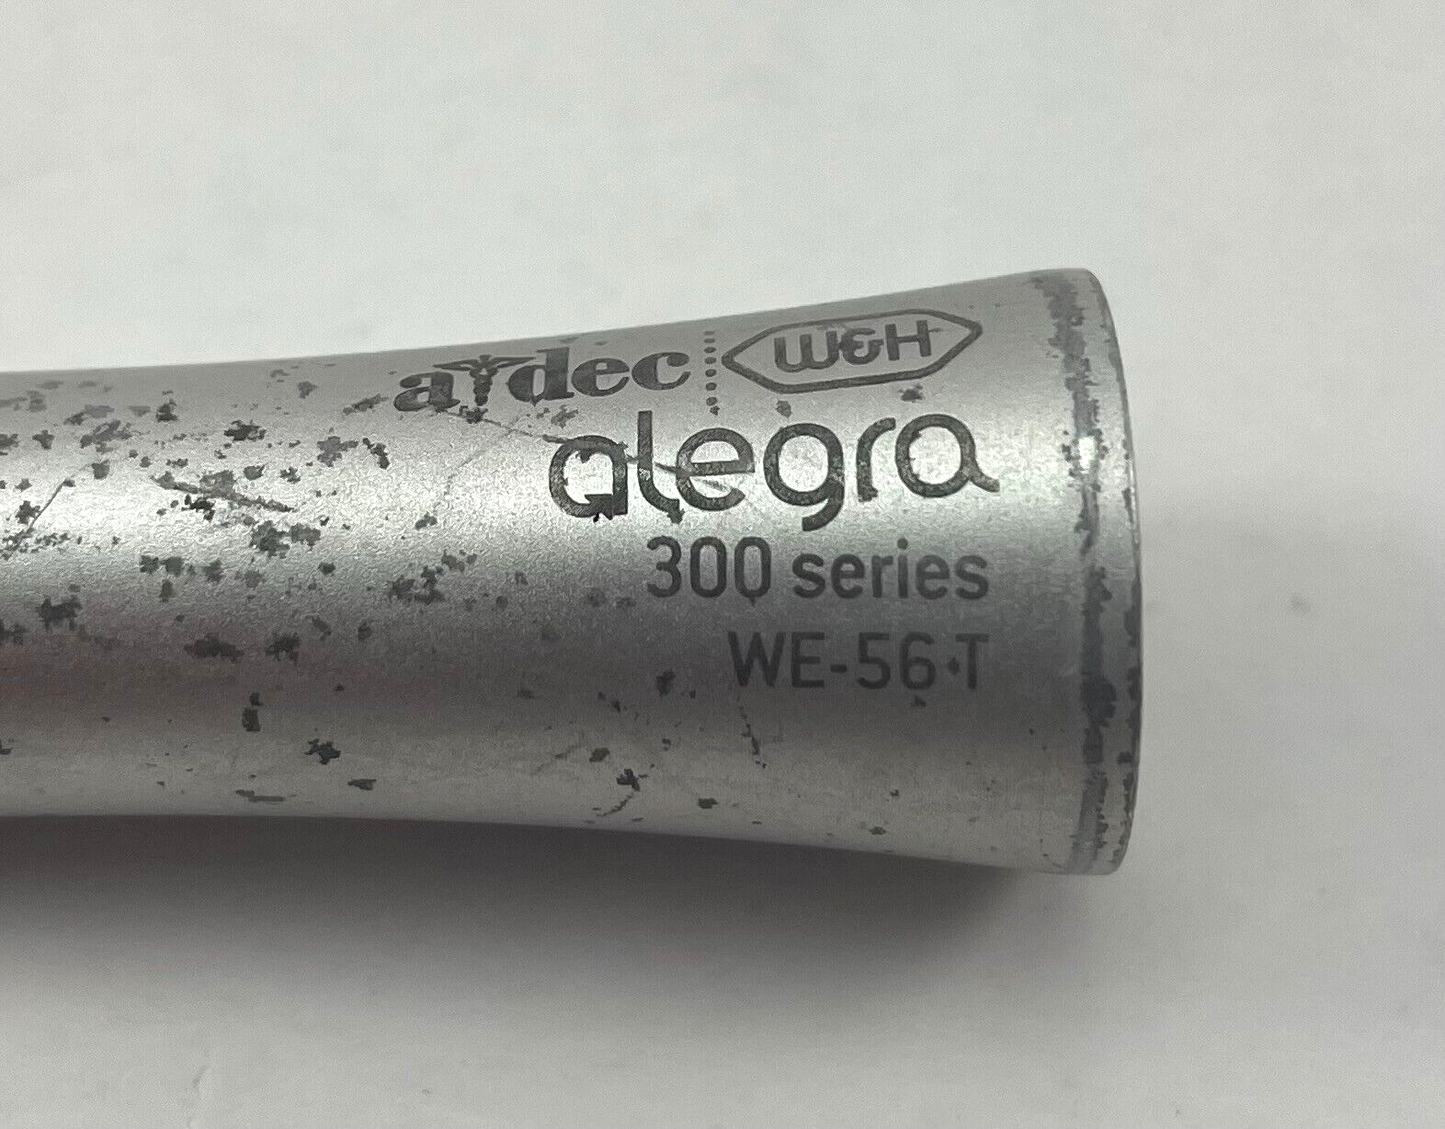 a dec W&H
alegra
300 series
WE-56 T